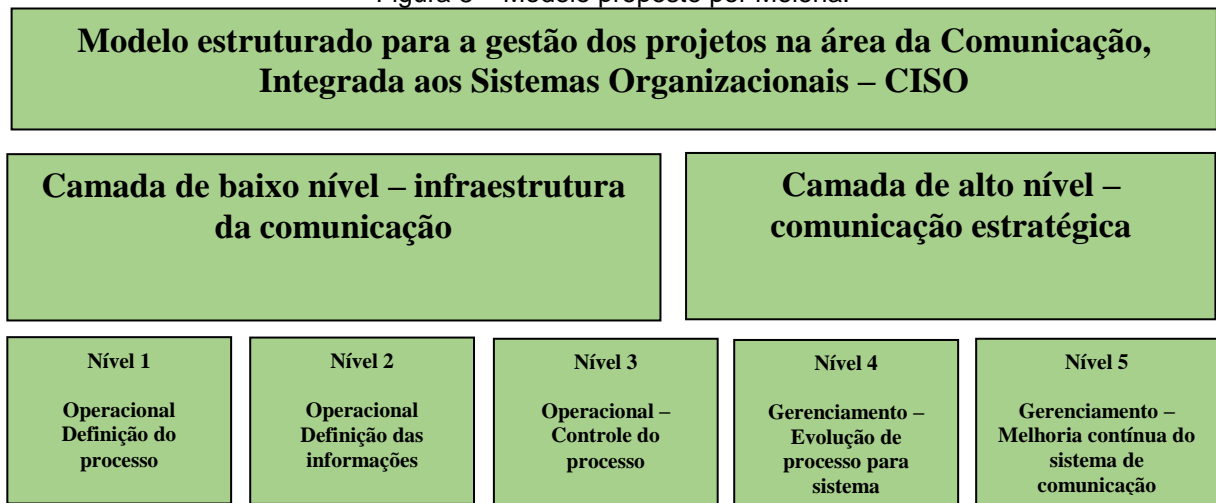 Modelo estruturado para a gestão dos projetos na área da Comunicação,
Integrada aos Sistemas Organizacionais – CISO
Camada de baixo nível – infraestrutura
da comunicação
Camada de alto nível –
comunicação estratégica
Nível 1
Operacional
Definição do
processo
Nível 2
Operacional
Definição das
informações
Nível 3
Operacional –
Controle do
processo
Nível 4
Gerenciamento –
Evolução de
processo para
sistema
Nível 5
Gerenciamento –
Melhoria contínua do
sistema de
comunicação